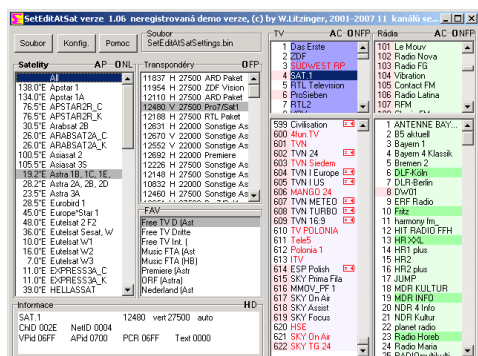 SetEditAtSat verze 1.06 neregistrovaná demo verze, (c) by W.Litzinger, 2001-2007 11 kanálů se...
Soubor Konfig. Pomoc
Soubor
SetEditAtSatSettings.bin
Satelity AP ONL
All
138.0°E Apstar 1
134.0°E Apstar 1A
76.5°E APSTAR2R_C
76.5°E APSTAR2R_K
30.5°E Arabsat 2B
26.0°E ARABSAT2A_C
26.0°E ARABSAT2A_K
100.5°E Asiasat 2
105.5°E Asiasat 3S
19.2°E Astra 1B, 1C, 1E,
28.2°E Astra 2A, 2B, 2D
23.5°E Astra 3A
28.5°E Eurobird 1
45.0°E Europe*Star 1
48.0°E Eutelsat 2 F2
36.0°E Eutelsat Sesat, W
10.0°E Eutelsat W1
16.0°E Eutelsat W2
7.0°E Eutelsat W3
11.0°E EXPRESS3A_C
11.0°E EXPRESS3A_K
39.0°E HELLASSAT
Transpondéry OFP
11837 H 27500 ARD Paket
11954 H 27500 ZDF Vision
12110 H 27500 ARD Paket
12480 V 27500 Pro7/Sat1
12188 H 27500 RTL Paket
12631 H 22000 Sonstige As
12670 V 22000 Sonstige As
12552 V 22000 Sonstige As
12692 H 22000 Premiere
12226 H 27500 Sonstige As
12148 H 27500 Sonstige As
10832 H 22000 Sonstige As
FAV
Free TV D (Ast
Free TV Dritte
Free TV Int. (
Music FTA (Ast
Music FTA (HB)
Premiere (Astr
ORF (Astra)
Nederland (Ast
Informace HD-
SAT.1 12480 vert 27500 auto
ChID 002E NetID 0004
VPid 06FF APid 0700 PCR 06FF Text 0000
TV AC ONFP
1 Das Erste
2 ZDF
3 SÜDWEST RP
4 SAT.1
5 RTL Television
6 ProSieben
7 RTL2
599 Civilisation
600 4fun.TV
601 TVN
602 TVN 24
603 TVN Siedem
604 TVN I Europe
605 TVN I US
606 MANGO 24
607 TVN METEO
608 TVN TURBO
609 TVN 16:9
610 TV POLONIA
611 Tele5
612 Polonia 1
613 ITV
614 ESP Polish
615 SKY Prima Fila
616 MMOV_PF 1
617 SKY On Air
618 SKY Assist
619 SKY Focus
620 HSE
621 SKY On Air
622 SKY TG 24
Rádia AC ONFP
101 Le Mouv
102 Radio Nova
103 Radio FG
104 Vibration
105 Contact FM
106 Radio Latina
107 RFM
1 ANTENNE BAY...
2 B5 aktuell
3 Bayern 1
4 Bayern 4 Klassik
5 Bremen 2
6 DLF-Köln
7 DLR-Berlin
8 DW01
9 ERF Radio
10 Fritz
11 harmony fm
12 HIT RADIO FFH
13 HR XXL
14 HR1 plus
15 HR2
16 HR2 plus
17 JUMP
18 MDR KULTUR
19 MDR INFO
20 NDR 4 Info
21 NDR Kultur
22 planet radio
23 Radio Horeb
24 Radio Maria